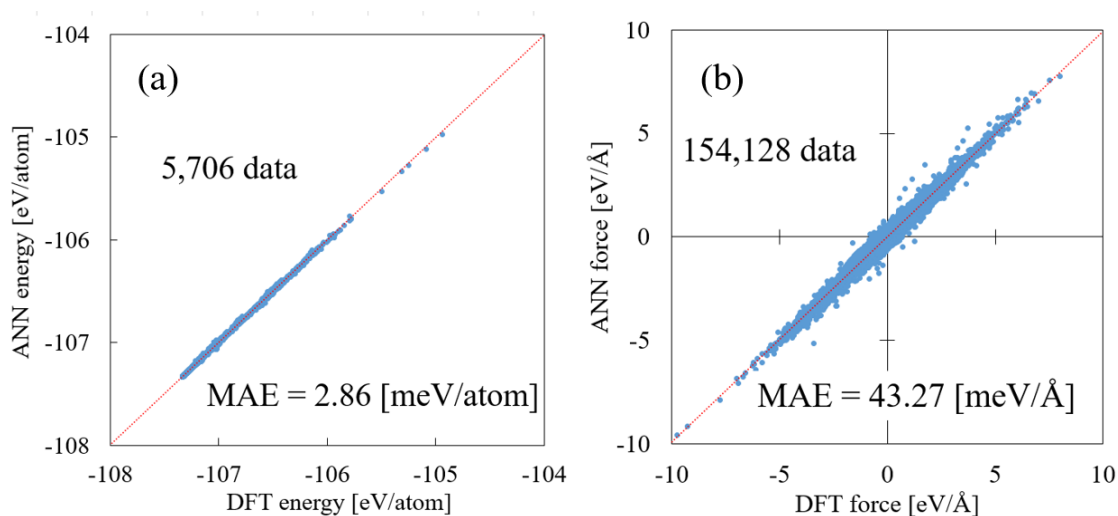 (a)
5,706 data
MAE = 2.86 [meV/atom]
ANN energy [eV/atom]
-104
-105
-106
-107
-108
-108
-107
-106
-105
-104
DFT energy [eV/atom]
(b)
154,128 data
MAE = 43.27 [meV/Å]
ANN force [eV/Å]
10
5
0
-5
-10
-10
-5
0
5
10
DFT force [eV/Å]